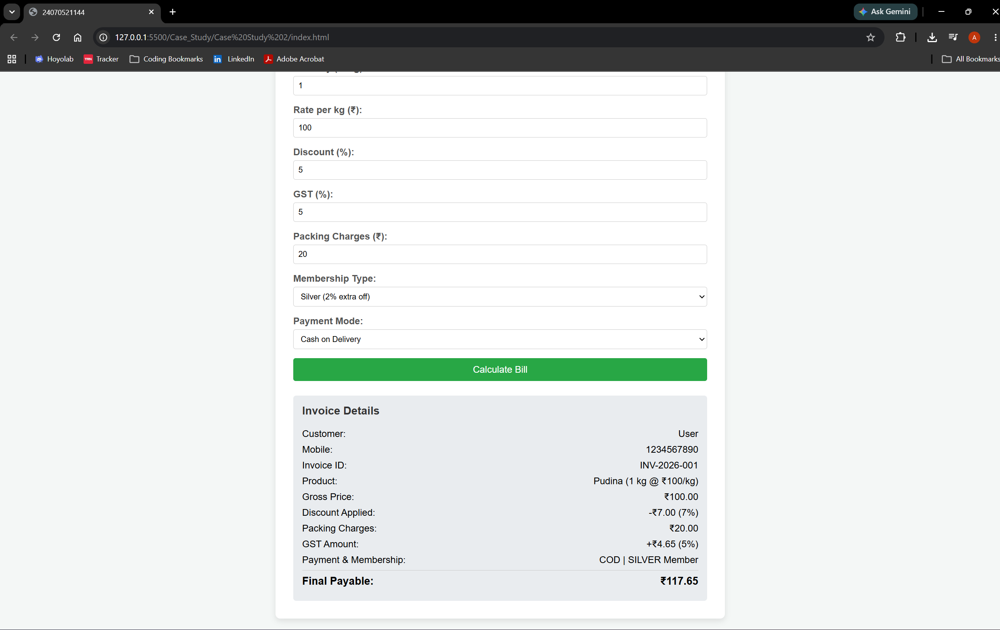 24070521144
Ask Gemini
127.0.0.1:5500/Case_Study/Case%20Study%202/index.html
A
Hoyolab
TRN Tracker
Coding Bookmarks
in LinkedIn
Adobe Acrobat
All Bookmarks
1
Rate per kg (₹):
100
Discount (%):
5
GST (%):
5
Packing Charges (₹):
20
Membership Type:
Silver (2% extra off)
Payment Mode:
Cash on Delivery
Calculate Bill
Invoice Details
Customer: User
Mobile: 1234567890
Invoice ID: INV-2026-001
Product: Pudina (1 kg @ ₹100/kg)
Gross Price: ₹100.00
Discount Applied: -₹7.00 (7%)
Packing Charges: ₹20.00
GST Amount: +₹4.65 (5%)
Payment & Membership: COD | SILVER Member
Final Payable: ₹117.65